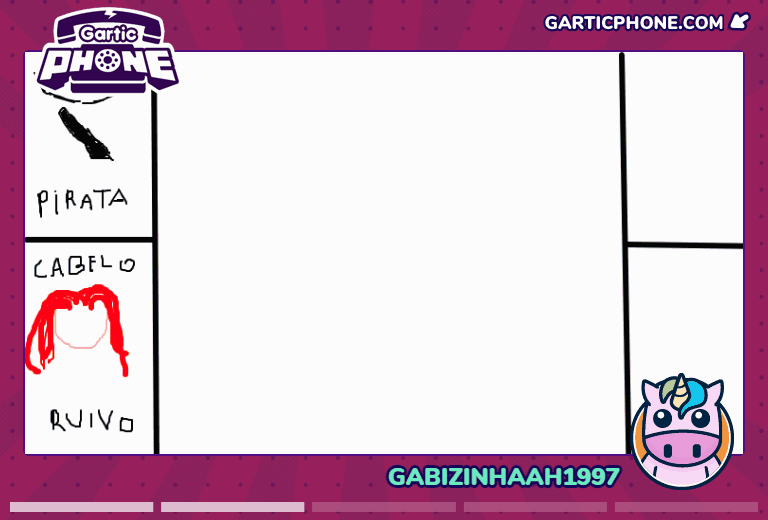 GARTICPHONE.COM
Gartic
PHONE
PIRATA
CABELO
RUIVO
GABIZINHAAH1997